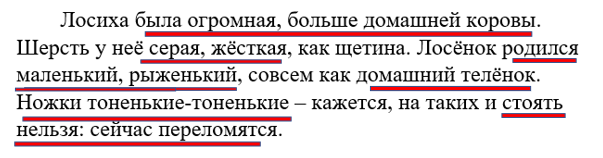 Лосиха была огромная, больше домашней коровы.
Шерсть у неё серая, жёсткая, как щетина. Лосёнок родился
маленький, рыженький, совсем как домашний телёнок.
Ножки тоненькие-тоненькие – кажется, на таких и стоять
нельзя: сейчас переломятся.